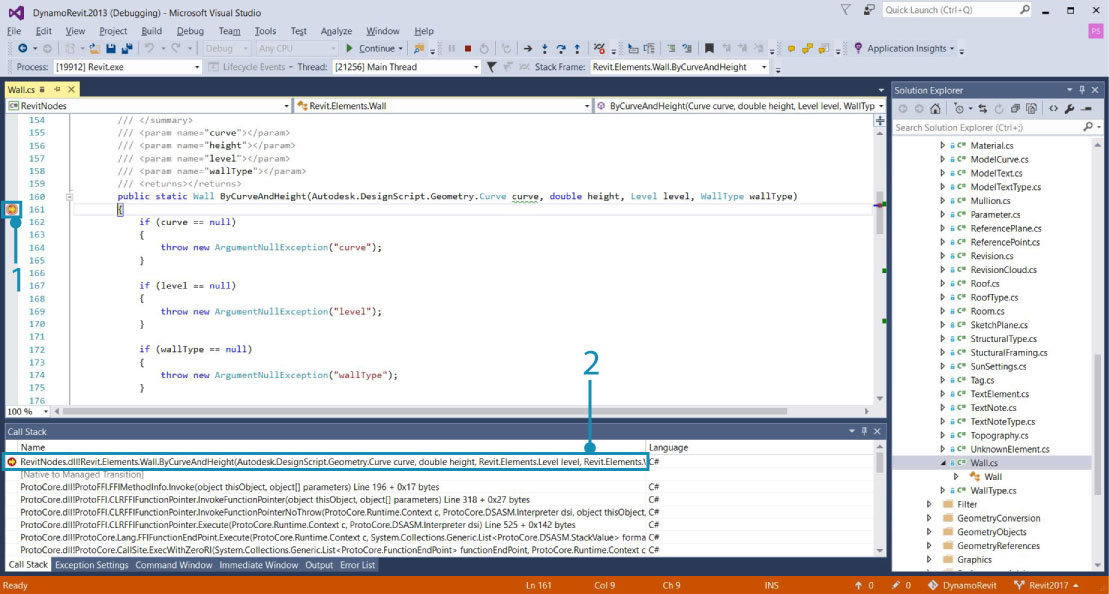 DynamoRevit.2013 (Debugging) - Microsoft Visual Studio
Quick Launch (Ctrl+Q)
File Edit View Project Build Debug Team Tools Test Analyze Window Help
PS
Debug Any CPU Continue Application Insights
Process: [19912] Revit.exe Lifecycle Events Thread: [21256] Main Thread Stack Frame: Revit.Elements.Wall.ByCurveAndHeight
Wall.cs
RevitNodes Revit.Elements.Wall ByCurveAndHeight(Curve curve, double height, Level level, WallTyp
154 /// </summary>
155 /// <param name="curve"></param>
156 /// <param name="height"></param>
157 /// <param name="level"></param>
158 /// <param name="wallType"></param>
159 /// <returns></returns>
160 public static Wall ByCurveAndHeight(Autodesk.DesignScript.Geometry.Curve curve, double height, Level level, WallType wallType)
161 {
162 if (curve == null)
163 {
164 throw new ArgumentNullException("curve");
165 }
166
167 if (level == null)
168 {
169 throw new ArgumentNullException("level");
170 }
171
172 if (wallType == null)
173 {
174 throw new ArgumentNullException("wallType");
175 }
176
1
2
100 %
Call Stack
Name Language
RevitNodes.dll!Revit.Elements.Wall.ByCurveAndHeight(Autodesk.DesignScript.Geometry.Curve curve, double height, Revit.Elements.Level level, Revit.Elements. C#
[Native to Managed Transition]
ProtoCore.dll!ProtoFFI.FFIMethodInfo.Invoke(object thisObject, object[] parameters) Line 196 + 0x17 bytes C#
ProtoCore.dll!ProtoFFI.CLRFFIFunctionPointer.InvokeFunctionPointer(object thisObject, object[] parameters) Line 318 + 0x27 bytes C#
ProtoCore.dll!ProtoFFI.CLRFFIFunctionPointer.InvokeFunctionPointerNoThrow(ProtoCore.Runtime.Context c, ProtoCore.DSASM.Interpreter dsi, object thisObject, C#
ProtoCore.dll!ProtoFFI.CLRFFIFunctionPointer.Execute(ProtoCore.Runtime.Context c, ProtoCore.DSASM.Interpreter dsi) Line 525 + 0x142 bytes C#
ProtoCore.dll!ProtoCore.Lang.FFIFunctionEndPoint.Execute(ProtoCore.Runtime.Context c, System.Collections.Generic.List<ProtoCore.DSASM.StackValue> forma C#
ProtoCore.dll!ProtoCore.CallSite.ExecWithZeroRI(System.Collections.Generic.List<ProtoCore.FunctionEndPoint> functionEndPoint, ProtoCore.Runtime.Context c C#
Call Stack Exception Settings Command Window Immediate Window Output Error List
Solution Explorer
Search Solution Explorer (Ctrl+;)
C# Material.cs
C# ModelCurve.cs
C# ModelText.cs
C# ModelTextType.cs
C# Mullion.cs
C# Parameter.cs
C# ReferencePlane.cs
C# ReferencePoint.cs
C# Revision.cs
C# RevisionCloud.cs
C# Roof.cs
C# RoofType.cs
C# Room.cs
C# SketchPlane.cs
C# StructuralType.cs
C# StucturalFraming.cs
C# SunSettings.cs
C# Tag.cs
C# TextElement.cs
C# TextNote.cs
C# TextNoteType.cs
C# Topography.cs
C# UnknownElement.cs
C# Wall.cs
Wall
C# WallType.cs
Filter
GeometryConversion
GeometryObjects
GeometryReferences
Graphics
Ready Ln 161 Col 9 Ch 9 INS 0 0 DynamoRevit Revit2017